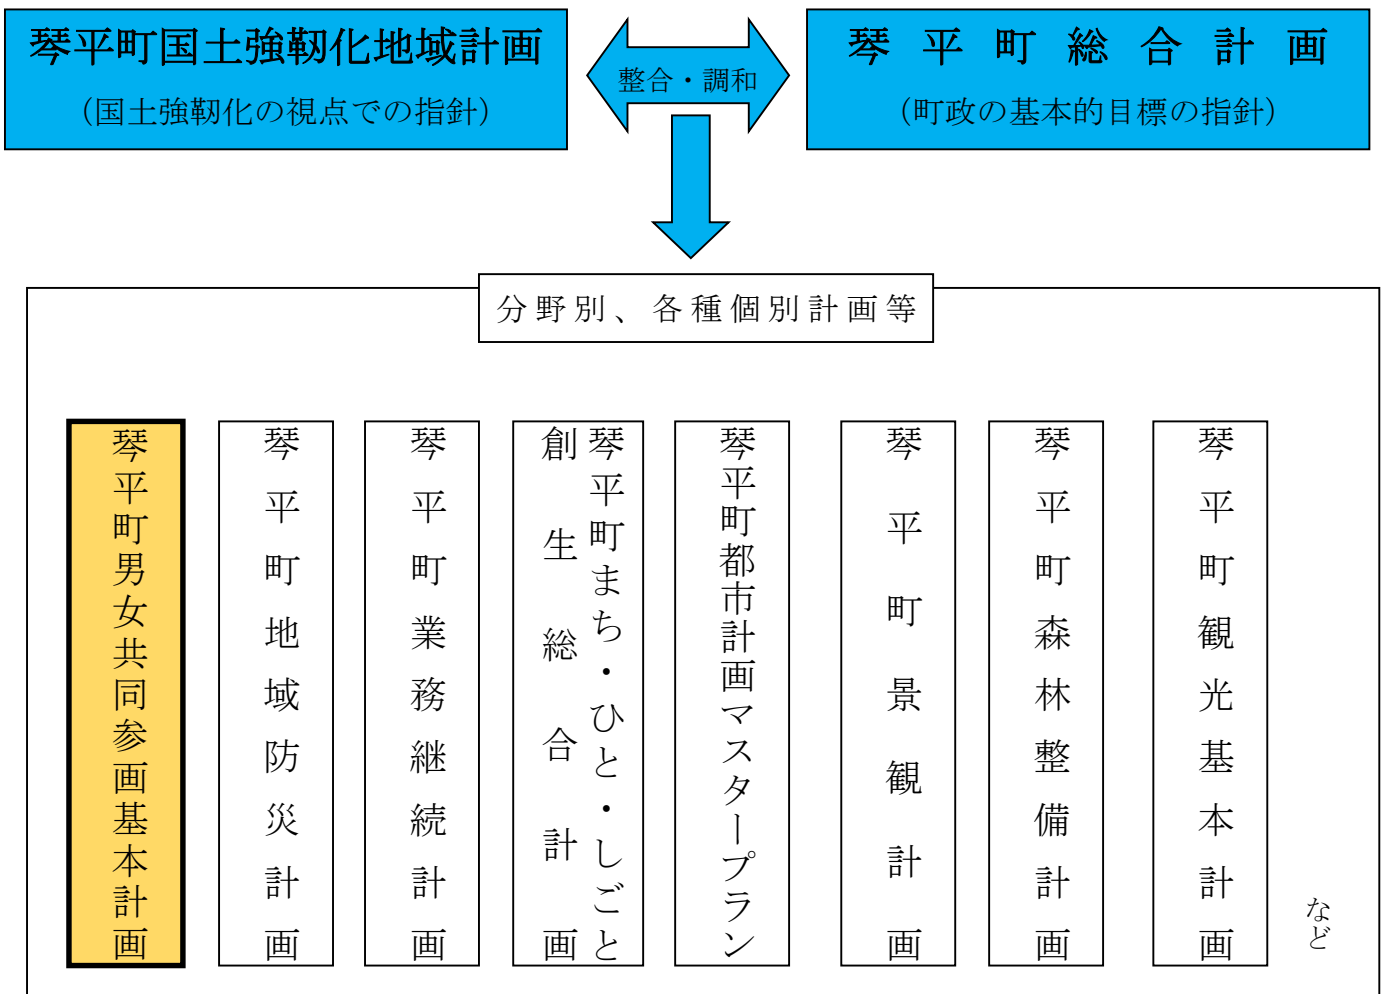 琴平町国土強靭化地域計画
（国土強靭化の視点での指針）
整合・調和
琴平町総合計画
（町政の基本的目標の指針）
分野別、各種個別計画等
琴平町男女共同参画基本計画
琴平町地域防災計画
琴平町業務継続計画
琴平町まち・ひと・しごと
創生総合計画
琴平町都市計画マスタープラン
琴平町景観計画
琴平町森林整備計画
琴平町観光基本計画
など